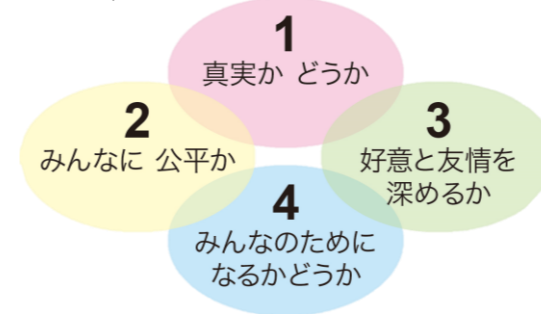 1
真実か どうか
2
みんなに 公平か
3
好意と友情を
深めるか
4
みんなのために
なるかどうか